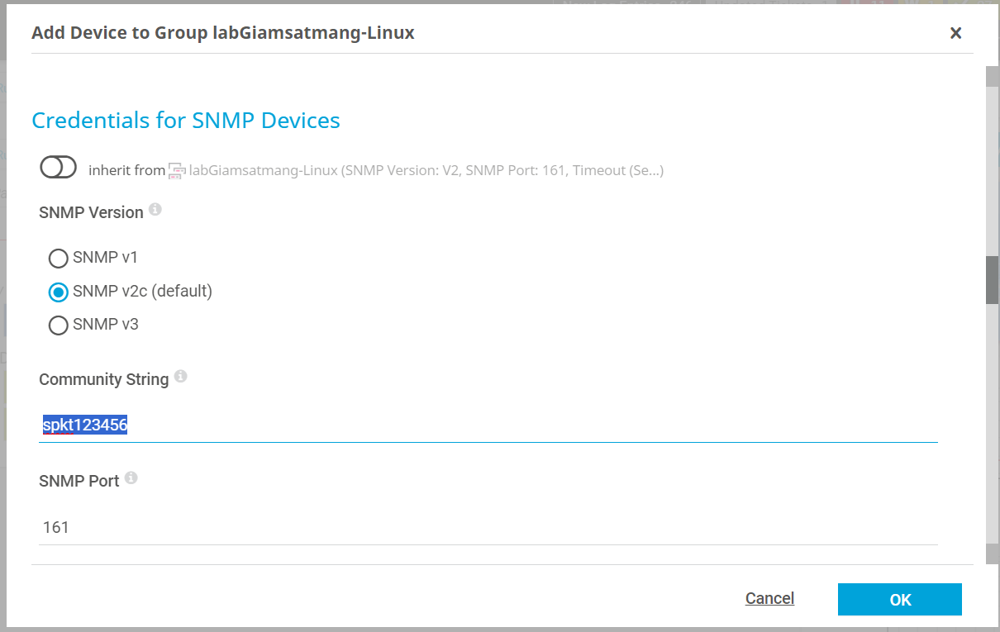 Add Device to Group labGiamsatmang-Linux
Credentials for SNMP Devices
inherit from labGiamsatmang-Linux (SNMP Version: V2, SNMP Port: 161, Timeout (Se...)
SNMP Version
SNMP v1
SNMP v2c (default)
SNMP v3
Community String
spkt123456
SNMP Port
161
Cancel
OK